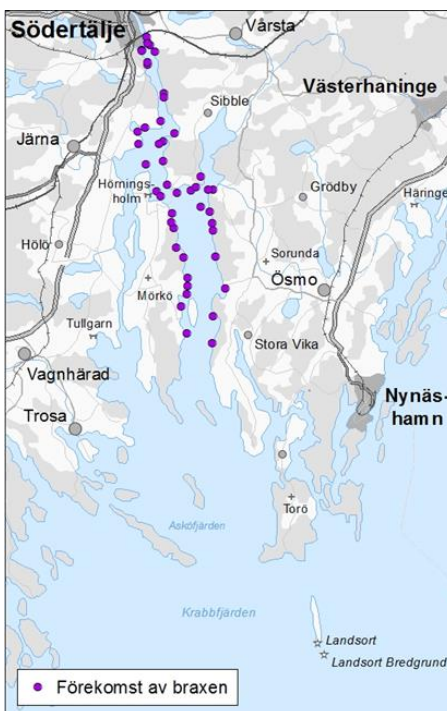 Södertälje
Vårsta
Västerhaninge
Sibble
Järna
Hörnings-
holm
Grödby
Häringe
Hölö
Sorunda
Mörkö
Ösmo
Tullgarn
Stora Vika
Vagnhärad
Nynäs-
hamn
Trosa
Torö
Asköfjärden
Krabbfjärden
Landsort
Landsort Bredgrund
Förekomst av braxen